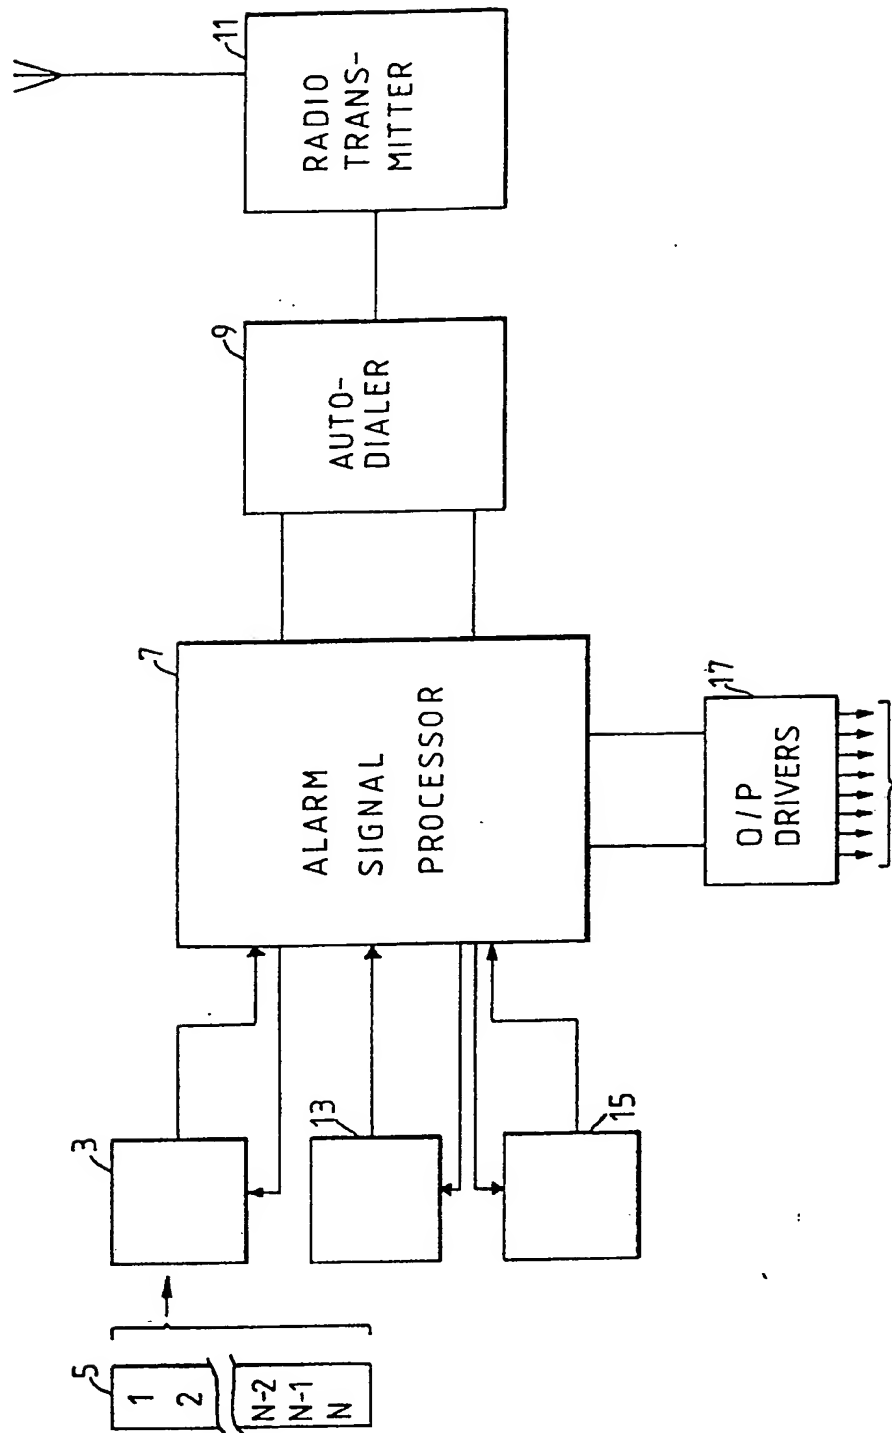 5
1
2
N-2
N-1
N
3
13
15
7
ALARM
SIGNAL
PROCESSOR
17
O/P
DRIVERS
9
AUTO-
DIALER
11
RADIO
TRANS-
MITTER